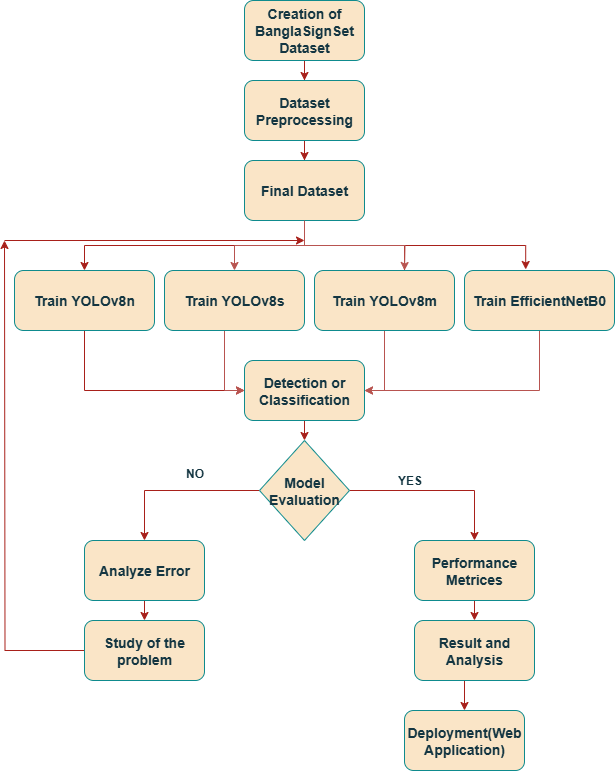 Creation of
BanglaSignSet
Dataset
Dataset
Preprocessing
Final Dataset
Train YOLOv8n
Train YOLOv8s
Train YOLOv8m
Train EfficientNetB0
Detection or
Classification
Model
Evaluation
NO
YES
Analyze Error
Performance
Metrices
Study of the
problem
Result and
Analysis
Deployment(Web
Application)